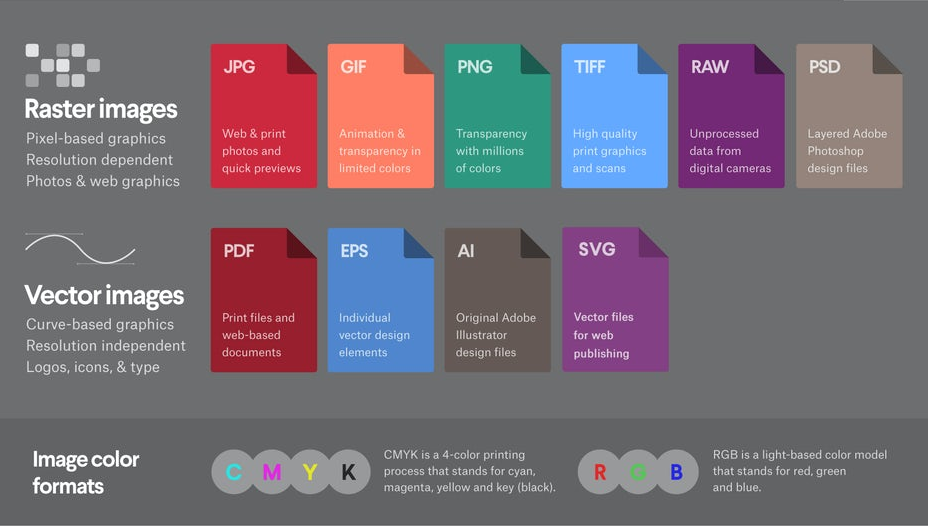 Raster images
Pixel-based graphics
Resolution dependent
Photos & web graphics
JPG
Web & print
photos and
quick previews
GIF
Animation &
transparency in
limited colors
PNG
Transparency
with millions
of colors
TIFF
High quality
print graphics
and scans
RAW
Unprocessed
data from
digital cameras
PSD
Layered Adobe
Photoshop
design files
Vector images
Curve-based graphics
Resolution independent
Logos, icons, & type
PDF
Print files and
web-based
documents
EPS
Individual
vector design
elements
AI
Original Adobe
Illustrator
design files
SVG
Vector files
for web
publishing
Image color
formats
C M Y K
CMYK is a 4-color printing
process that stands for cyan,
magenta, yellow and key (black).
R G B
RGB is a light-based color model
that stands for red, green
and blue.